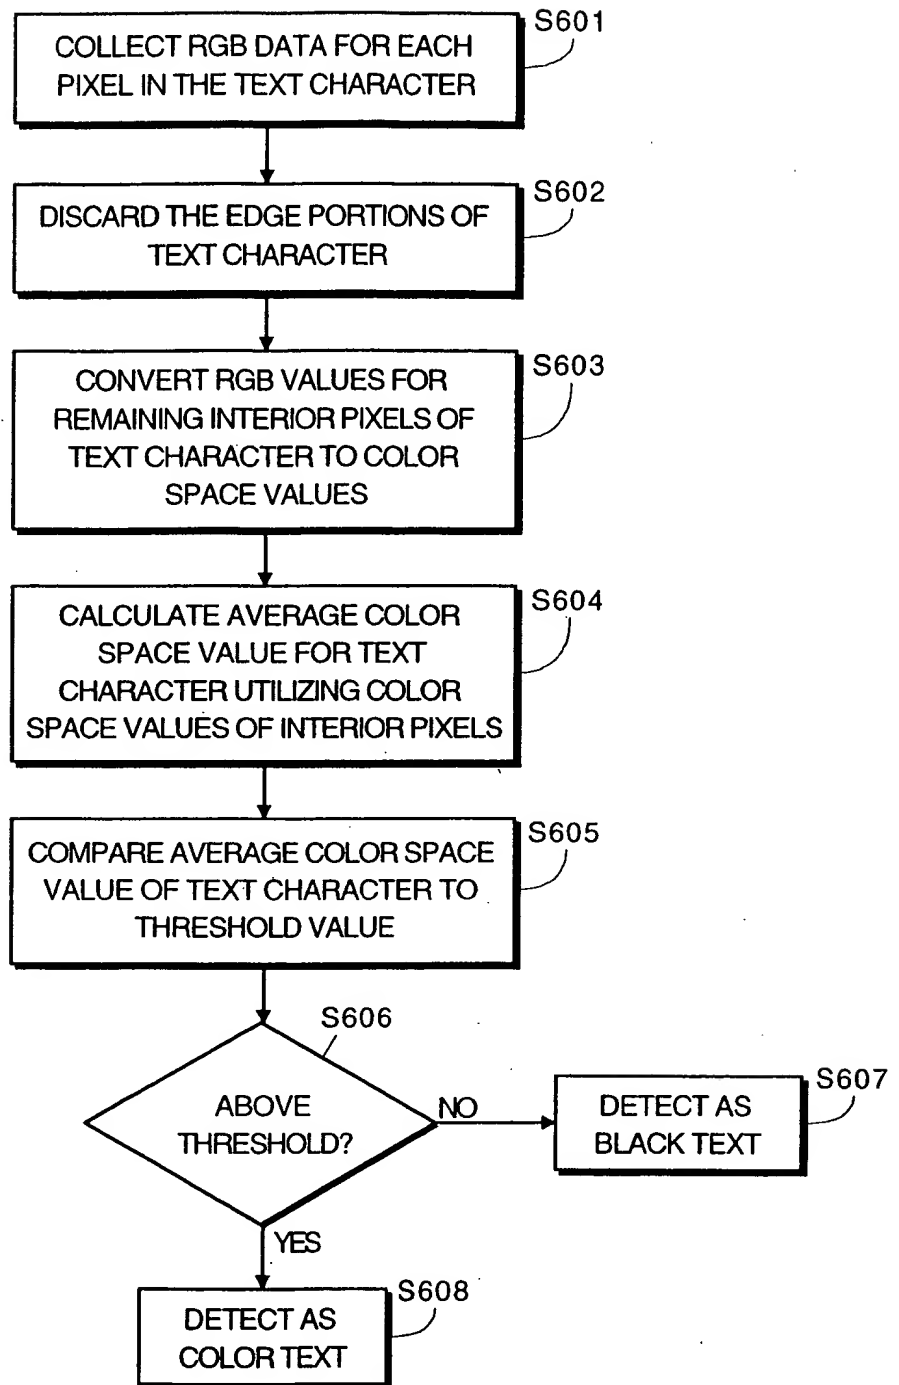 S601
COLLECT RGB DATA FOR EACH
PIXEL IN THE TEXT CHARACTER
S602
DISCARD THE EDGE PORTIONS OF
TEXT CHARACTER
S603
CONVERT RGB VALUES FOR
REMAINING INTERIOR PIXELS OF
TEXT CHARACTER TO COLOR
SPACE VALUES
S604
CALCULATE AVERAGE COLOR
SPACE VALUE FOR TEXT
CHARACTER UTILIZING COLOR
SPACE VALUES OF INTERIOR PIXELS
S605
COMPARE AVERAGE COLOR SPACE
VALUE OF TEXT CHARACTER TO
THRESHOLD VALUE
S606
ABOVE
THRESHOLD?
NO
S607
DETECT AS
BLACK TEXT
YES
S608
DETECT AS
COLOR TEXT